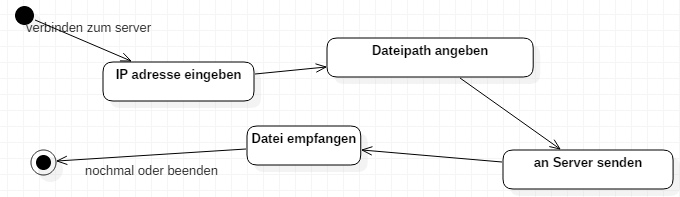 verbinden zum server
IP adresse eingeben
Dateipath angeben
an Server senden
Datei empfangen
nochmal oder beenden